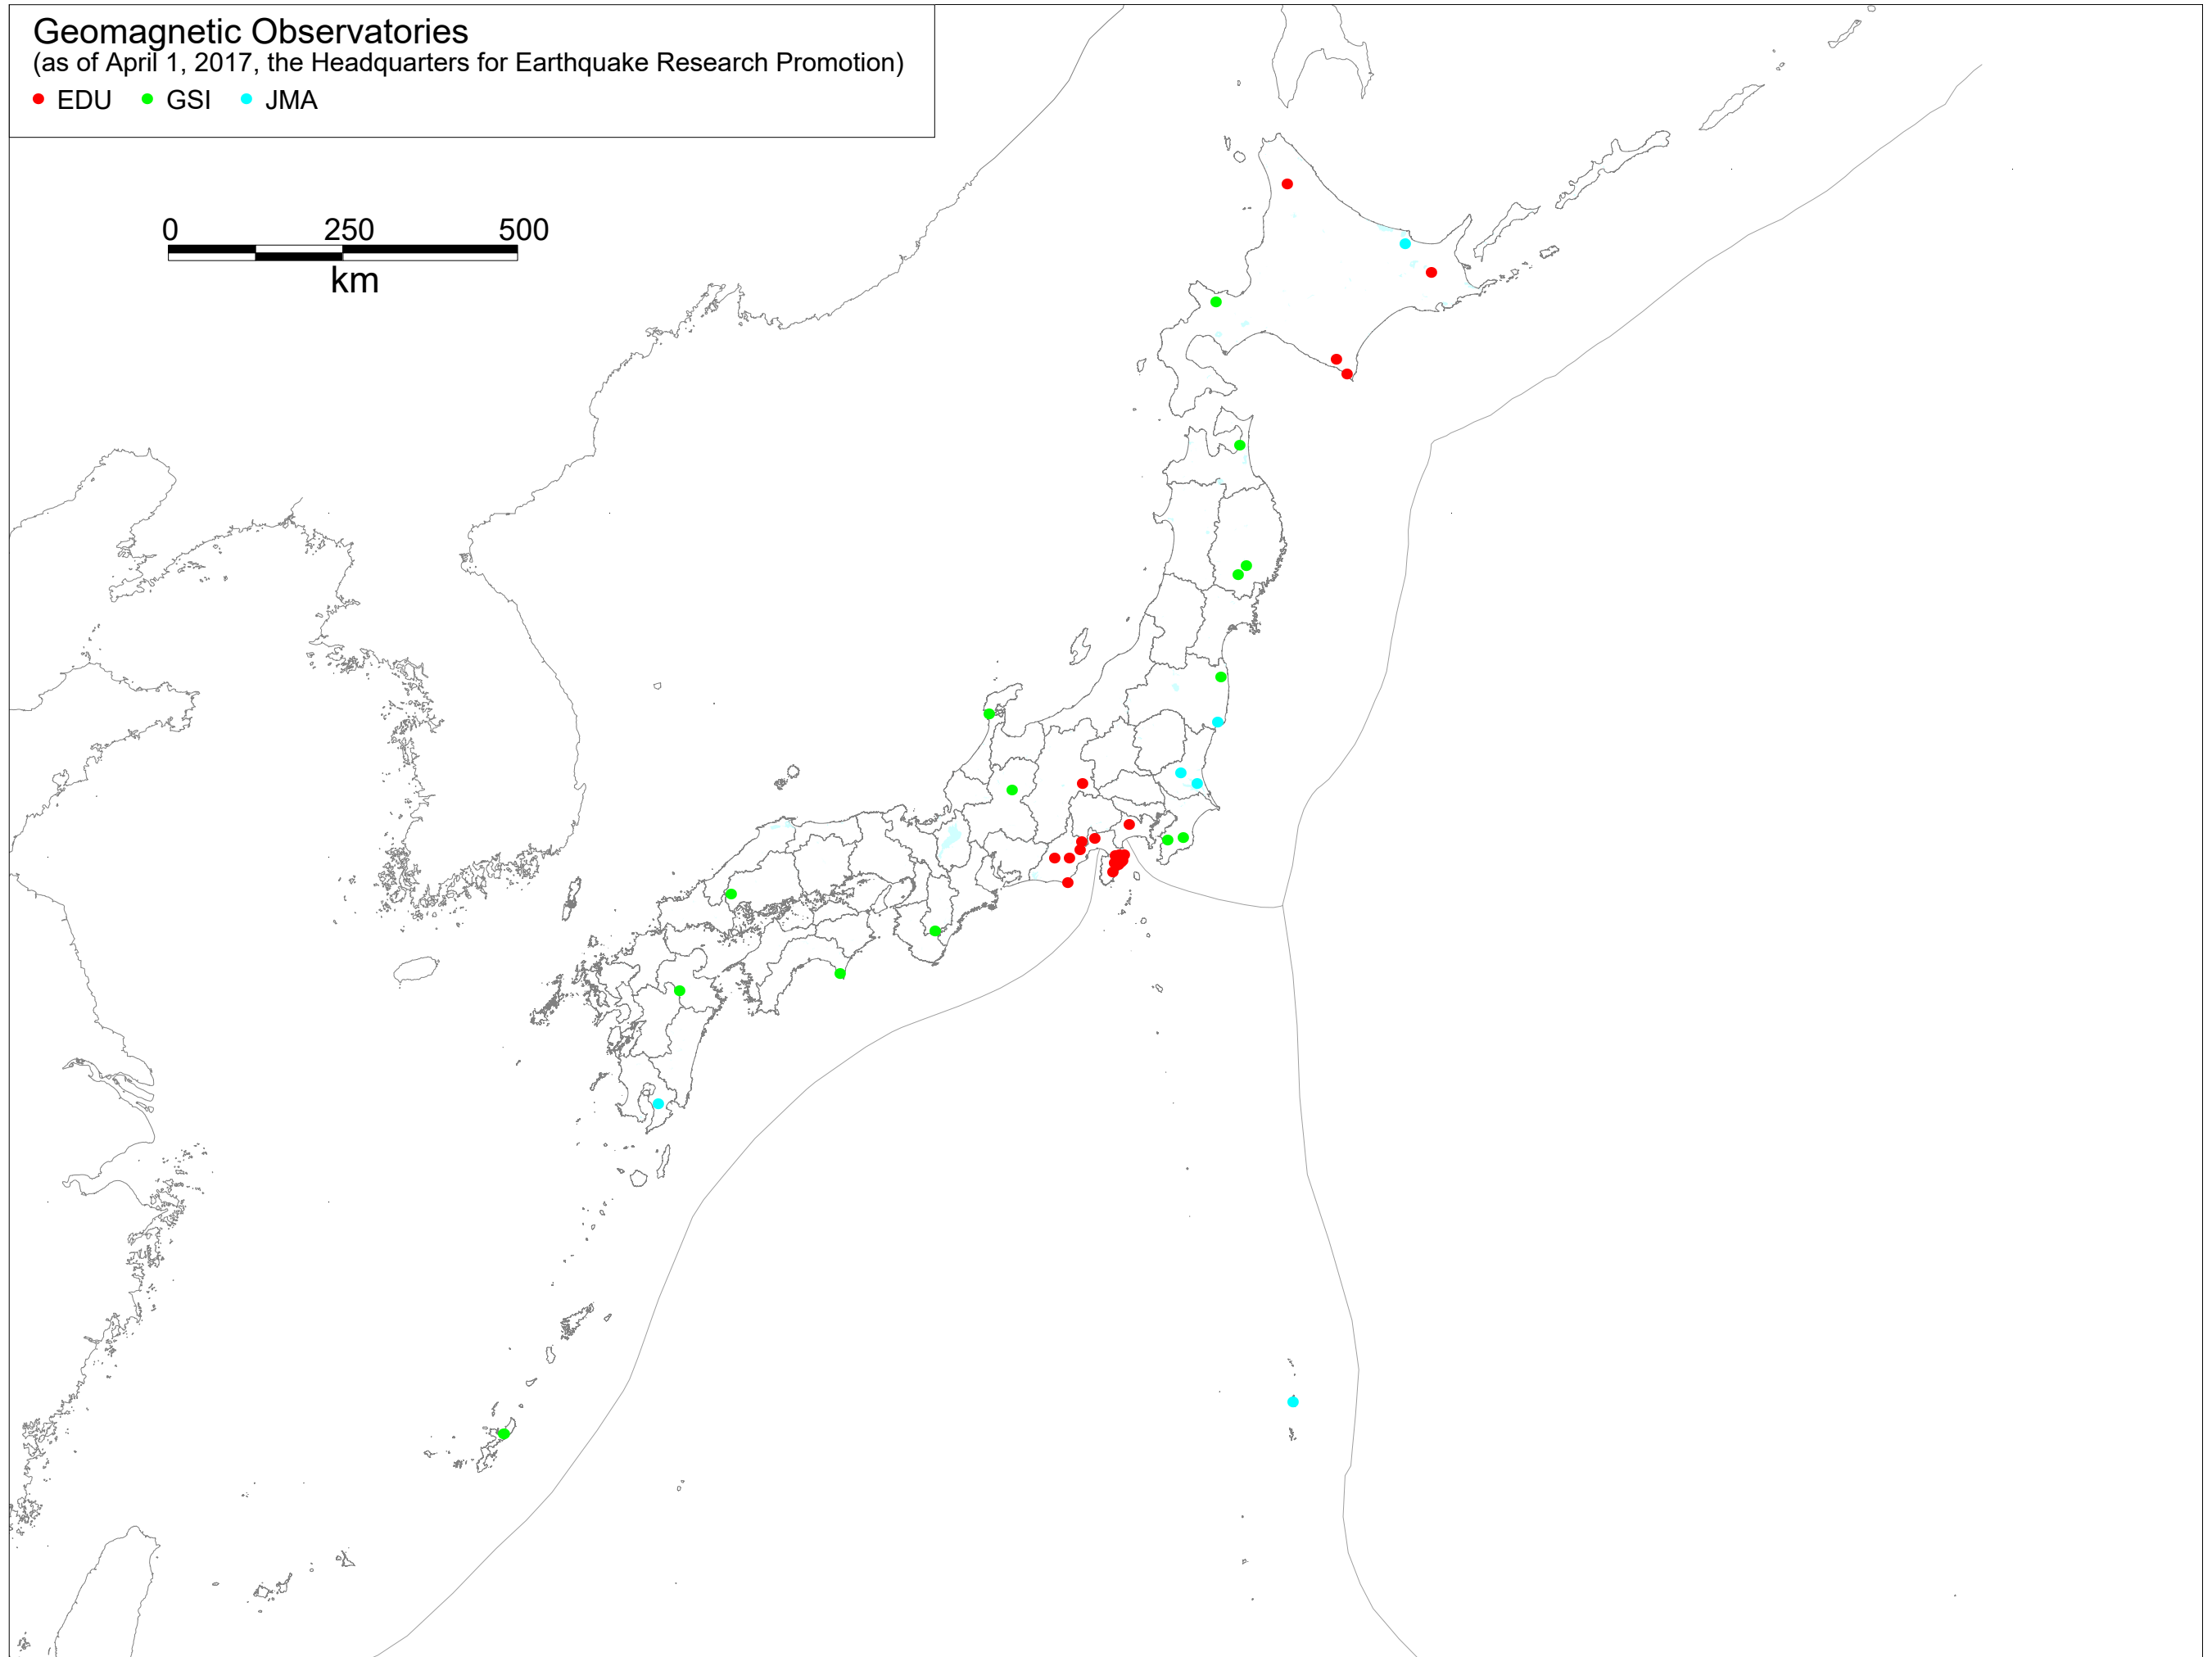 Geomagnetic Observatories
(as of April 1, 2017, the Headquarters for Earthquake Research Promotion)
EDU GSI JMA
0 250 500
km